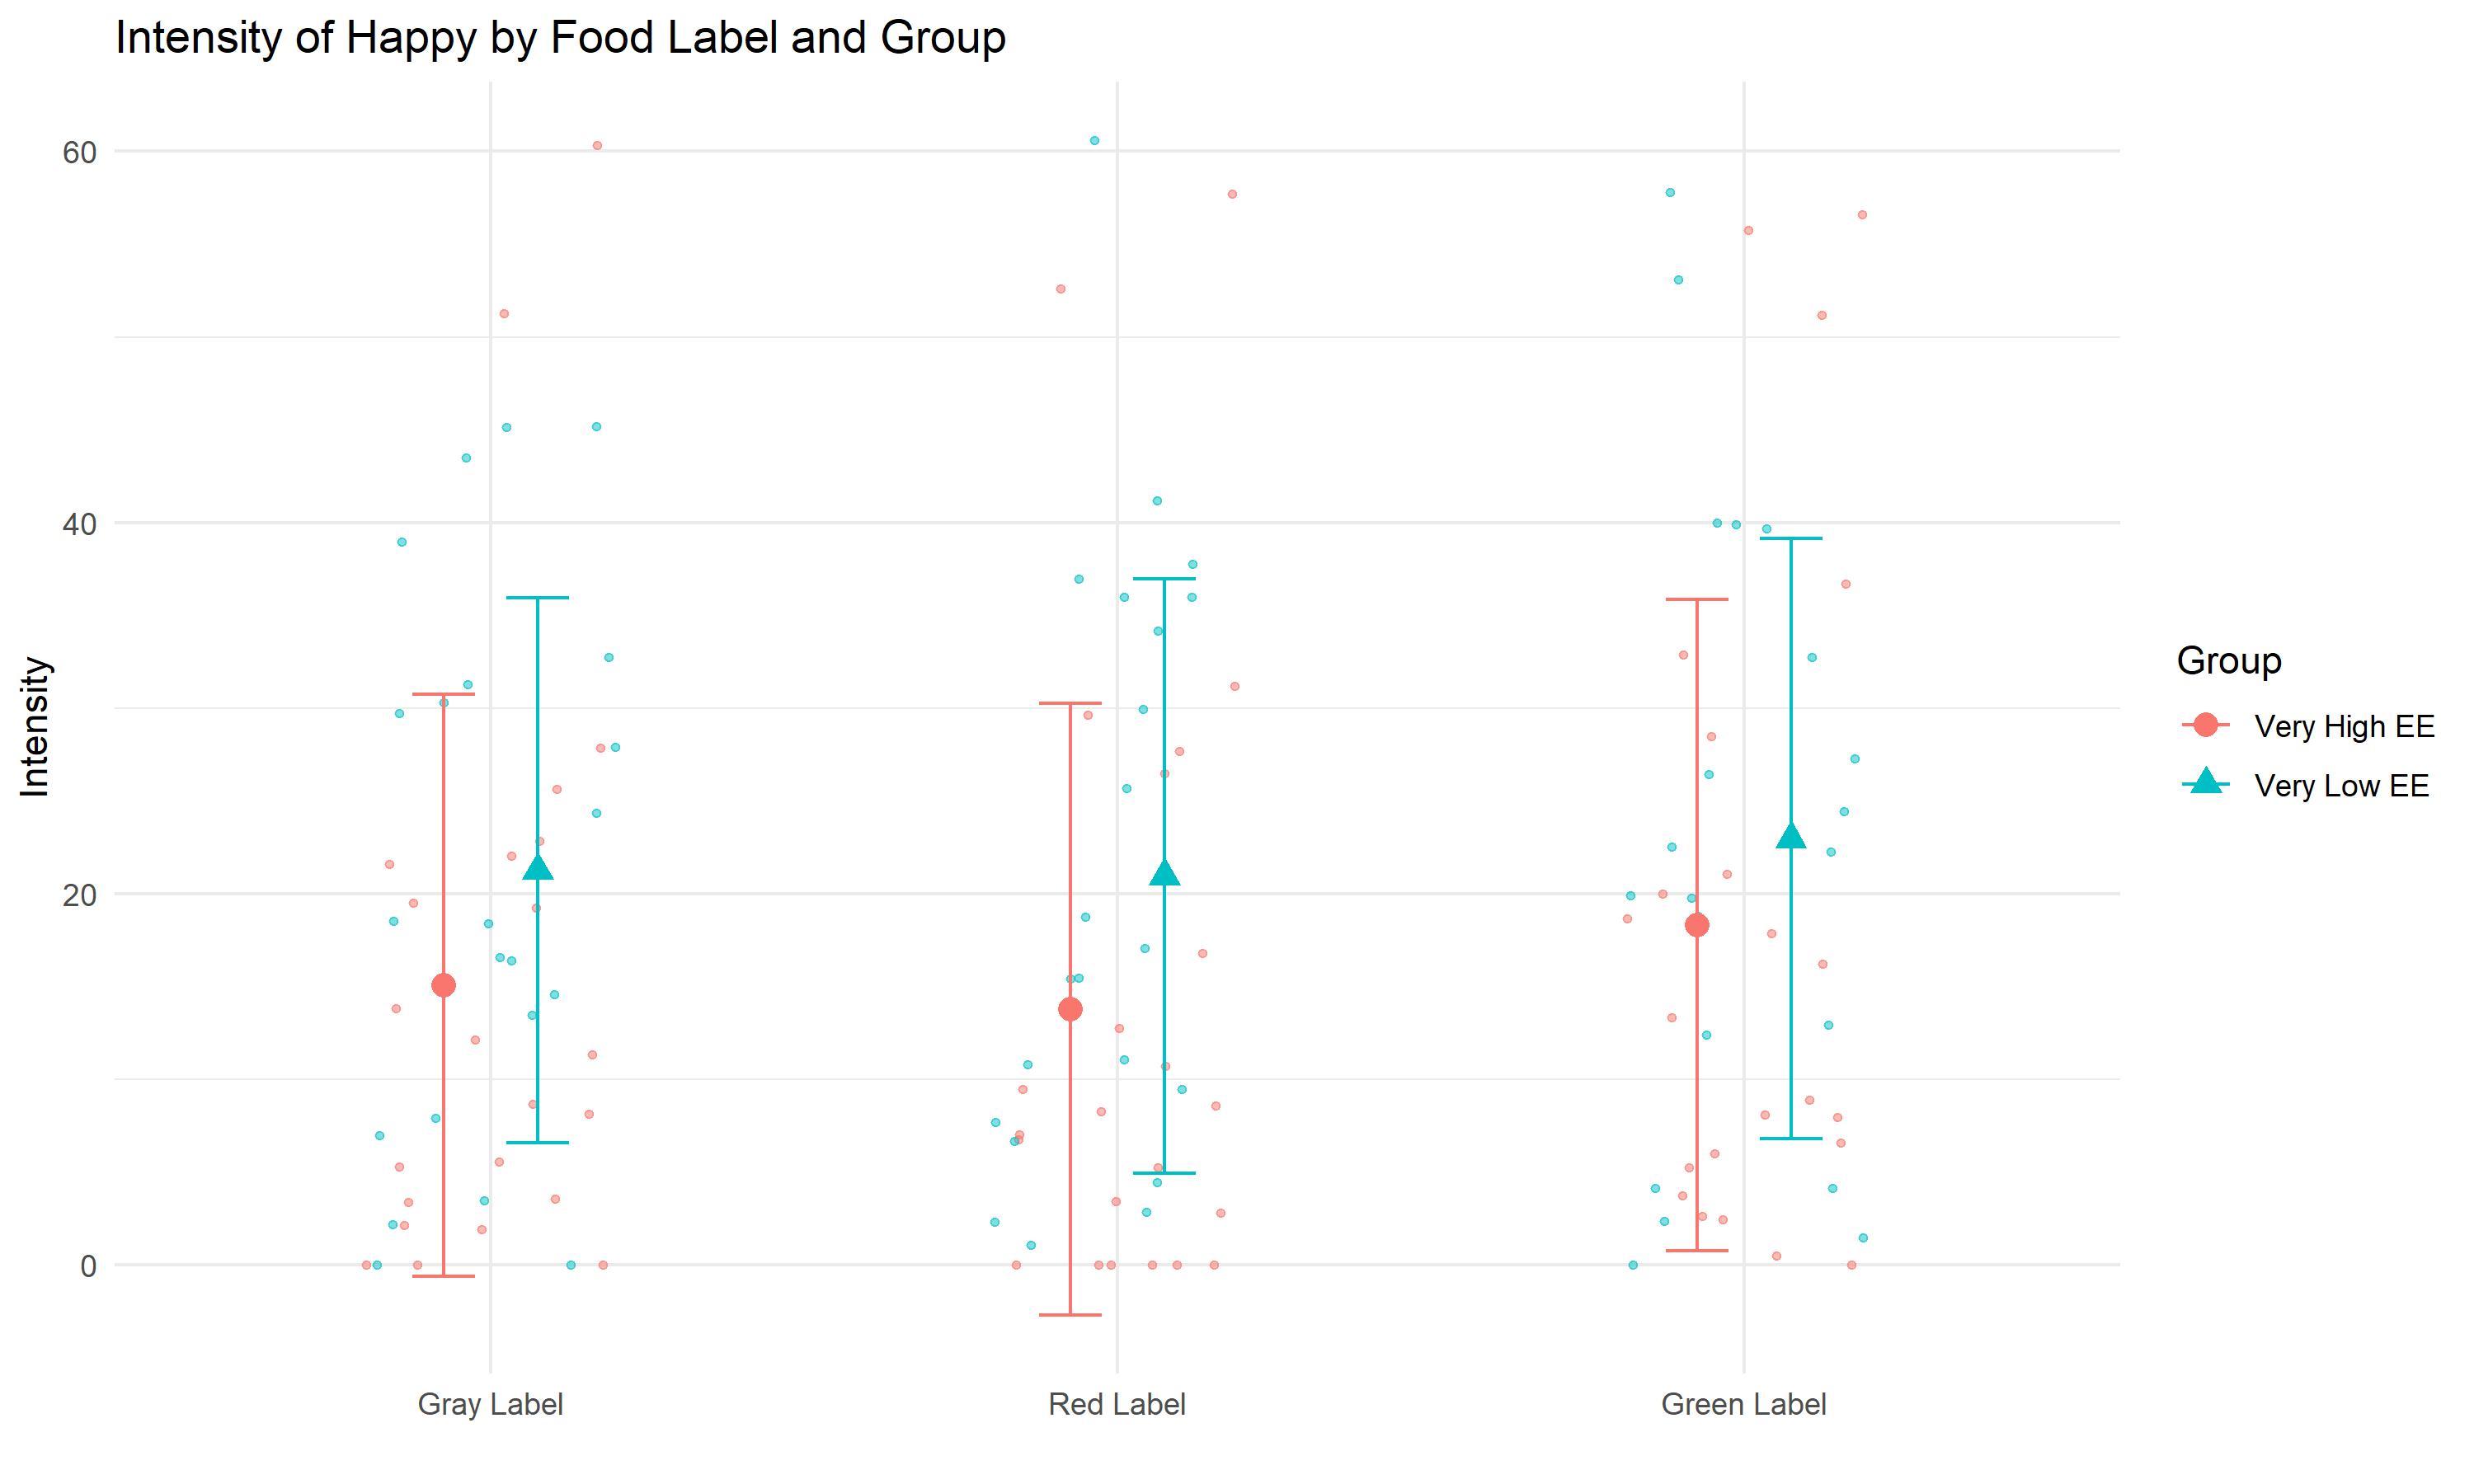 Intensity of Happy by Food Label and Group
60
40
20
0
Intensity
Gray Label
Red Label
Green Label
Group
Very High EE
Very Low EE